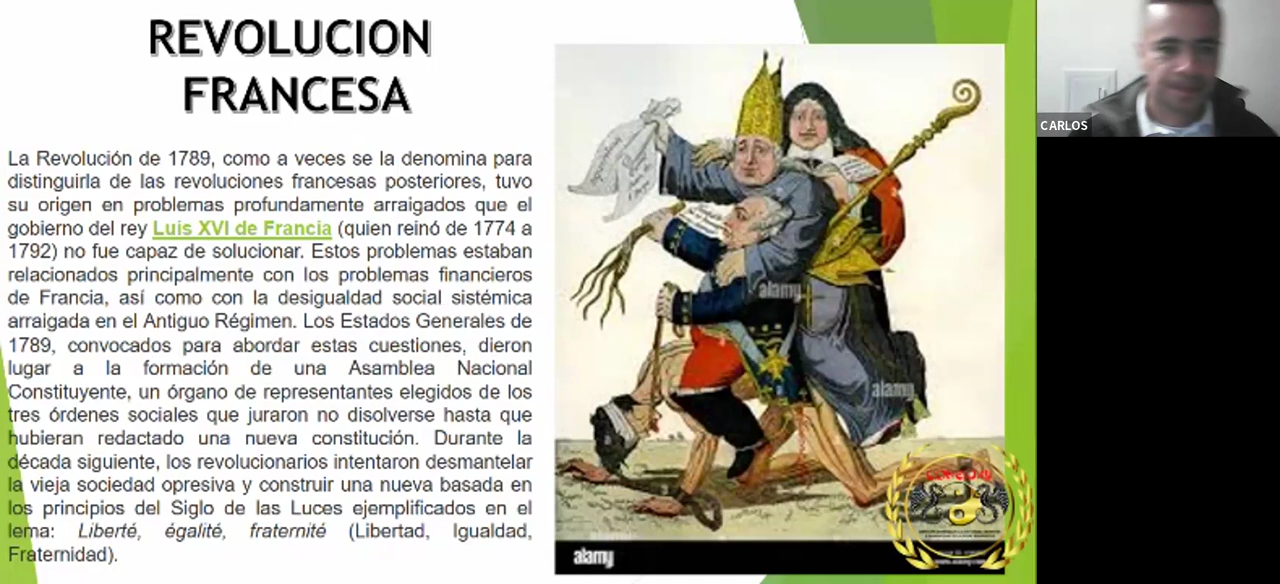 REVOLUCION
FRANCESA
La Revolución de 1789, como a veces se la denomina para
distinguirla de las revoluciones francesas posteriores, tuvo
su origen en problemas profundamente arraigados que el
gobierno del rey Luis XVI de Francia (quien reinó de 1774 a
1792) no fue capaz de solucionar. Estos problemas estaban
relacionados principalmente con los problemas financieros
de Francia, así como con la desigualdad social sistémica
arraigada en el Antiguo Régimen. Los Estados Generales de
1789, convocados para abordar estas cuestiones, dieron
lugar a la formación de una Asamblea Nacional
Constituyente, un órgano de representantes elegidos de los
tres órdenes sociales que juraron no disolverse hasta que
hubieran redactado una nueva constitución. Durante la
década siguiente, los revolucionarios intentaron desmantelar
la vieja sociedad opresiva y construir una nueva basada en
los principios del Siglo de las Luces ejemplificados en el
lema: Liberté, égalité, fraternité (Libertad, Igualdad,
Fraternidad).
alamy
alamy
alamy
CARLOS